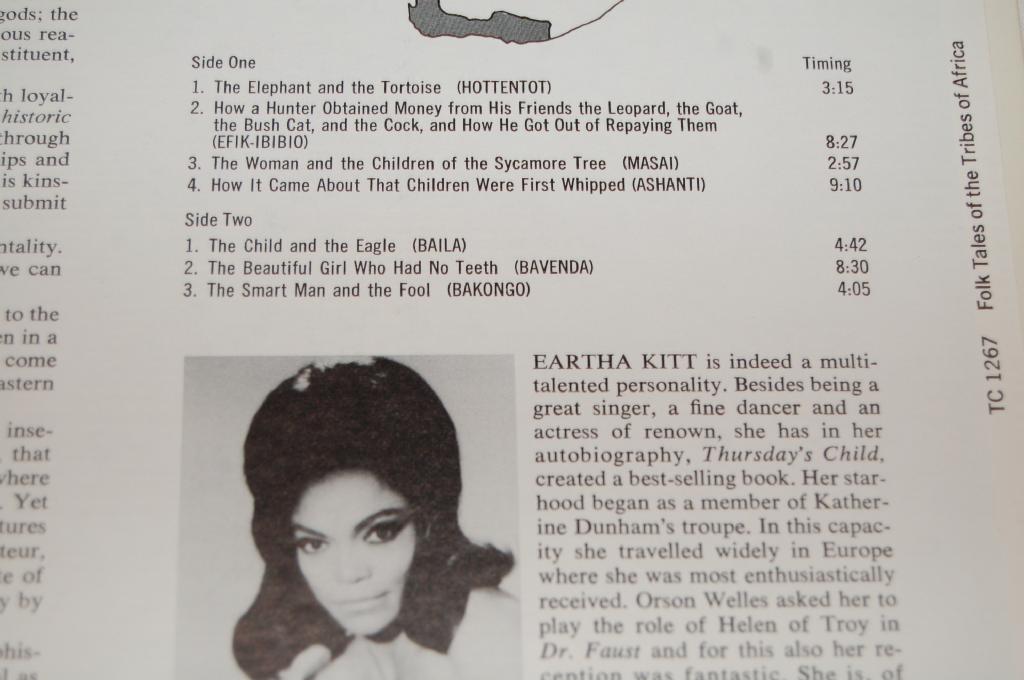 gods; the
ous rea-
stituent,
h loyal-
historic
through
ips and
is kins-
submit
ntality.
ve can
to the
en in a
come
astern
inse-
that
where
Yet
tures
teur,
te of
y by
phis-
l as
Side One Timing
1. The Elephant and the Tortoise (HOTTENTOT) 3:15
2. How a Hunter Obtained Money from His Friends the Leopard, the Goat,
the Bush Cat, and the Cock, and How He Got Out of Repaying Them
(EFIK-IBIBIO) 8:27
3. The Woman and the Children of the Sycamore Tree (MASAI) 2:57
4. How It Came About That Children Were First Whipped (ASHANTI) 9:10
Side Two
1. The Child and the Eagle (BAILA) 4:42
2. The Beautiful Girl Who Had No Teeth (BAVENDA) 8:30
3. The Smart Man and the Fool (BAKONGO) 4:05
EARTHA KITT is indeed a multi-
talented personality. Besides being a
great singer, a fine dancer and an
actress of renown, she has in her
autobiography, Thursday's Child,
created a best-selling book. Her star-
hood began as a member of Kather-
ine Dunham's troupe. In this capac-
ity she travelled widely in Europe
where she was most enthusiastically
received. Orson Welles asked her to
play the role of Helen of Troy in
Dr. Faust and for this also her re-
ception was fantastic. She is, of
TC 1267 Folk Tales of the Tribes of Africa